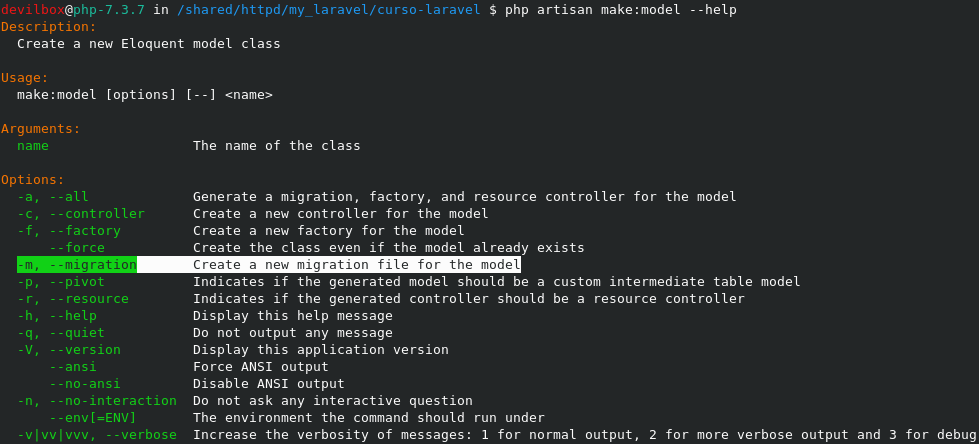 devilbox@php-7.3.7 in /shared/httpd/my_laravel/curso-laravel $ php artisan make:model --help
Description:
  Create a new Eloquent model class

Usage:
  make:model [options] [--] <name>

Arguments:
  name                  The name of the class

Options:
  -a, --all             Generate a migration, factory, and resource controller for the model
  -c, --controller      Create a new controller for the model
  -f, --factory         Create a new factory for the model
      --force           Create the class even if the model already exists
  -m, --migration       Create a new migration file for the model
  -p, --pivot           Indicates if the generated model should be a custom intermediate table model
  -r, --resource        Indicates if the generated controller should be a resource controller
  -h, --help            Display this help message
  -q, --quiet           Do not output any message
  -V, --version         Display this application version
      --ansi            Force ANSI output
      --no-ansi         Disable ANSI output
  -n, --no-interaction  Do not ask any interactive question
      --env[=ENV]       The environment the command should run under
  -v|vv|vvv, --verbose  Increase the verbosity of messages: 1 for normal output, 2 for more verbose output and 3 for debug